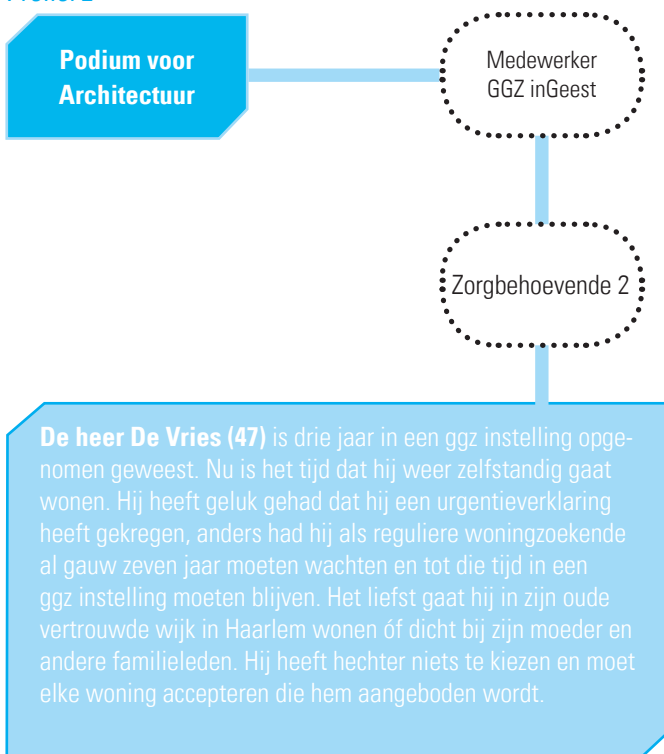 Podium voor
Architectuur
Medewerker
GGZ inGeest
Zorgbehoevende 2
De heer De Vries (47) is drie jaar in een ggz instelling opge-
nomen geweest. Nu is het tijd dat hij weer zelfstandig gaat
wonen. Hij heeft geluk gehad dat hij een urgentieverklaring
heeft gekregen, anders had hij als reguliere woningzoekende
al gauw zeven jaar moeten wachten en tot die tijd in een
ggz instelling moeten blijven. Het liefst gaat hij in zijn oude
vertrouwde wijk in Haarlem wonen óf dicht bij zijn moeder en
andere familieleden. Hij heeft hechter niets te kiezen en moet
elke woning accepteren die hem aangeboden wordt.